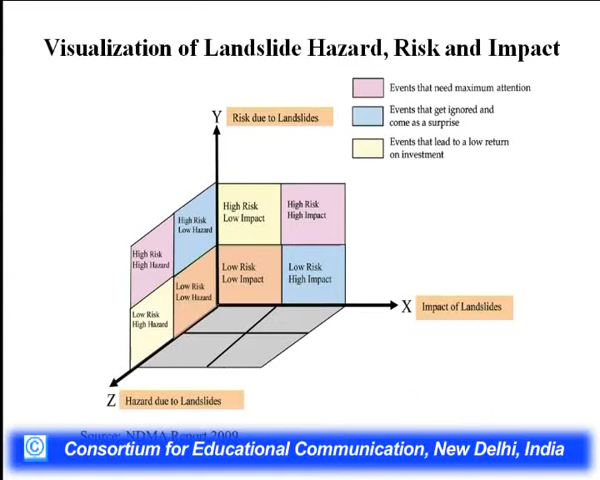 Visualization of Landslide Hazard, Risk and Impact
Y
Risk due to Landslides
Events that need maximum attention
Events that get ignored and
come as a surprise
Events that lead to a low return
on investment
High Risk
High Hazard
High Risk
Low Hazard
High Risk
Low Impact
High Risk
High Impact
Low Risk
High Hazard
Low Risk
Low Hazard
Low Risk
Low Impact
Low Risk
High Impact
X
Impact of Landslides
Z
Hazard due to Landslides
Source: NDMA Report 2009
© Consortium for Educational Communication, New Delhi, India